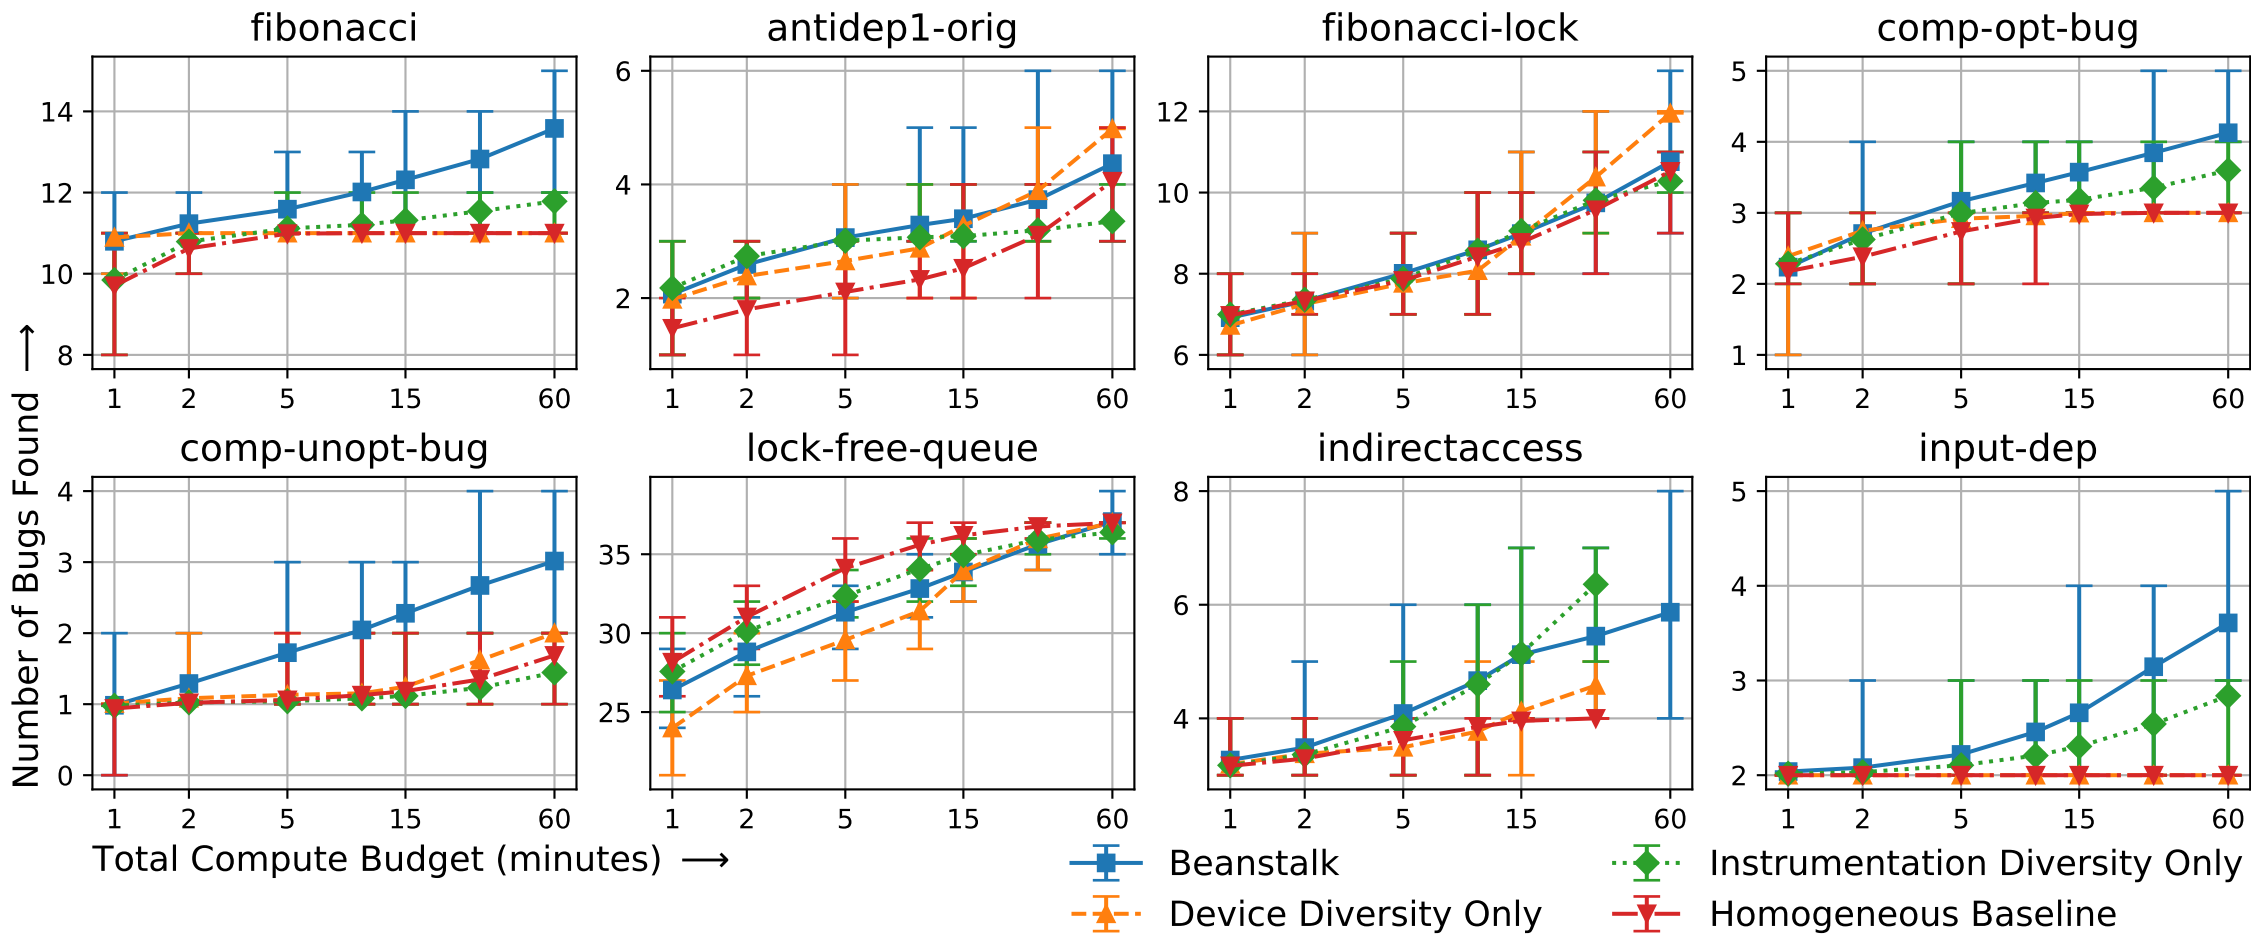 fibonacci
antidep1-orig
fibonacci-lock
comp-opt-bug
14
12
10
8
1 2 5 15 60
6
4
2
1 2 5 15 60
12
10
8
6
1 2 5 15 60
5
4
3
2
1
1 2 5 15 60
Number of Bugs Found ⟶
comp-unopt-bug
lock-free-queue
indirectaccess
input-dep
4
3
2
1
0
1 2 5 15 60
35
30
25
1 2 5 15 60
8
6
4
1 2 5 15 60
5
4
3
2
1 2 5 15 60
Total Compute Budget (minutes) ⟶
Beanstalk
Device Diversity Only
Instrumentation Diversity Only
Homogeneous Baseline